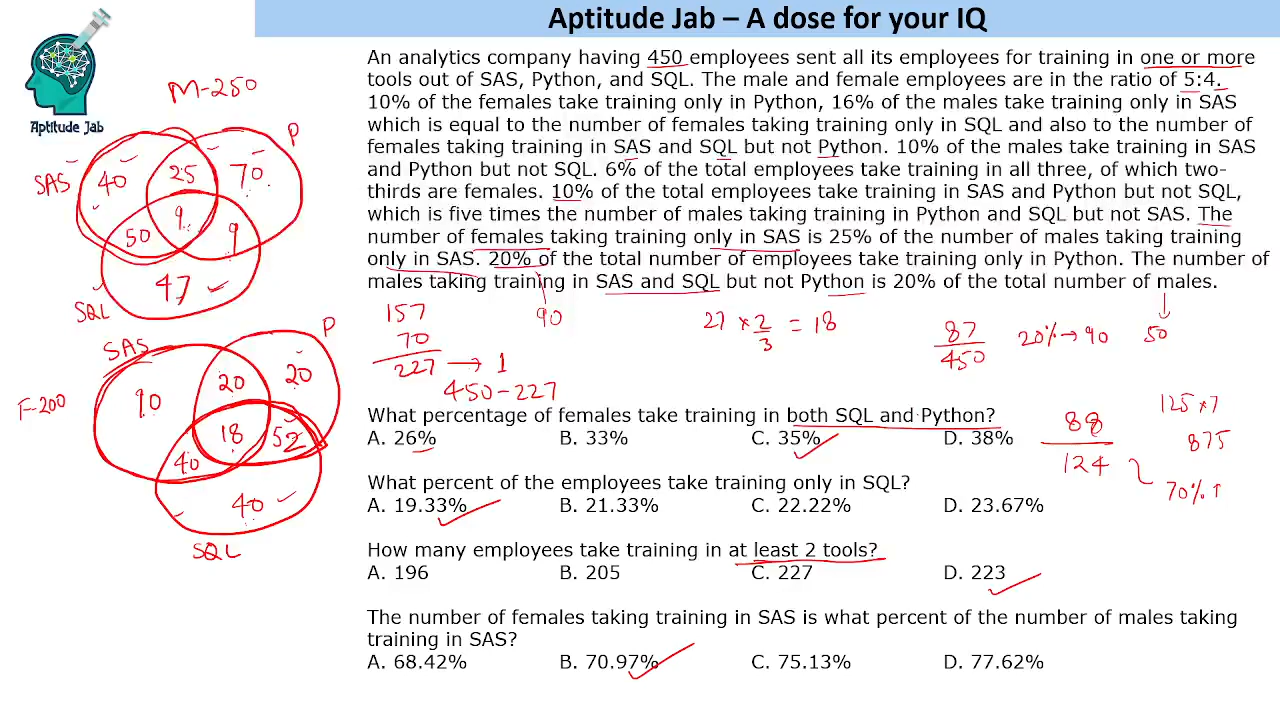 Aptitude Jab – A dose for your IQ
Aptitude Jab
An analytics company having 450 employees sent all its employees for training in one or more
tools out of SAS, Python, and SQL. The male and female employees are in the ratio of 5:4.
10% of the females take training only in Python, 16% of the males take training only in SAS
which is equal to the number of females taking training only in SQL and also to the number of
females taking training in SAS and SQL but not Python. 10% of the males take training in SAS
and Python but not SQL. 6% of the total employees take training in all three, of which two-
thirds are females. 10% of the total employees take training in SAS and Python but not SQL,
which is five times the number of males taking training in Python and SQL but not SAS. The
number of females taking training only in SAS is 25% of the number of males taking training
only in SAS. 20% of the total number of employees take training only in Python. The number of
males taking training in SAS and SQL but not Python is 20% of the total number of males.
M-250
P
SAS
40 25 70
9
50 9
47
SQL
SAS
P
F-200
10 20 20
18 52
40
40
SQL
157
70
227 → 1
450-227
90
27 × 2/3 = 18
87
450
20% → 90
50
What percentage of females take training in both SQL and Python?
A. 26% B. 33% C. 35% D. 38%
88
124
125×7
875
70%↑
What percent of the employees take training only in SQL?
A. 19.33% B. 21.33% C. 22.22% D. 23.67%
How many employees take training in at least 2 tools?
A. 196 B. 205 C. 227 D. 223
The number of females taking training in SAS is what percent of the number of males taking
training in SAS?
A. 68.42% B. 70.97% C. 75.13% D. 77.62%